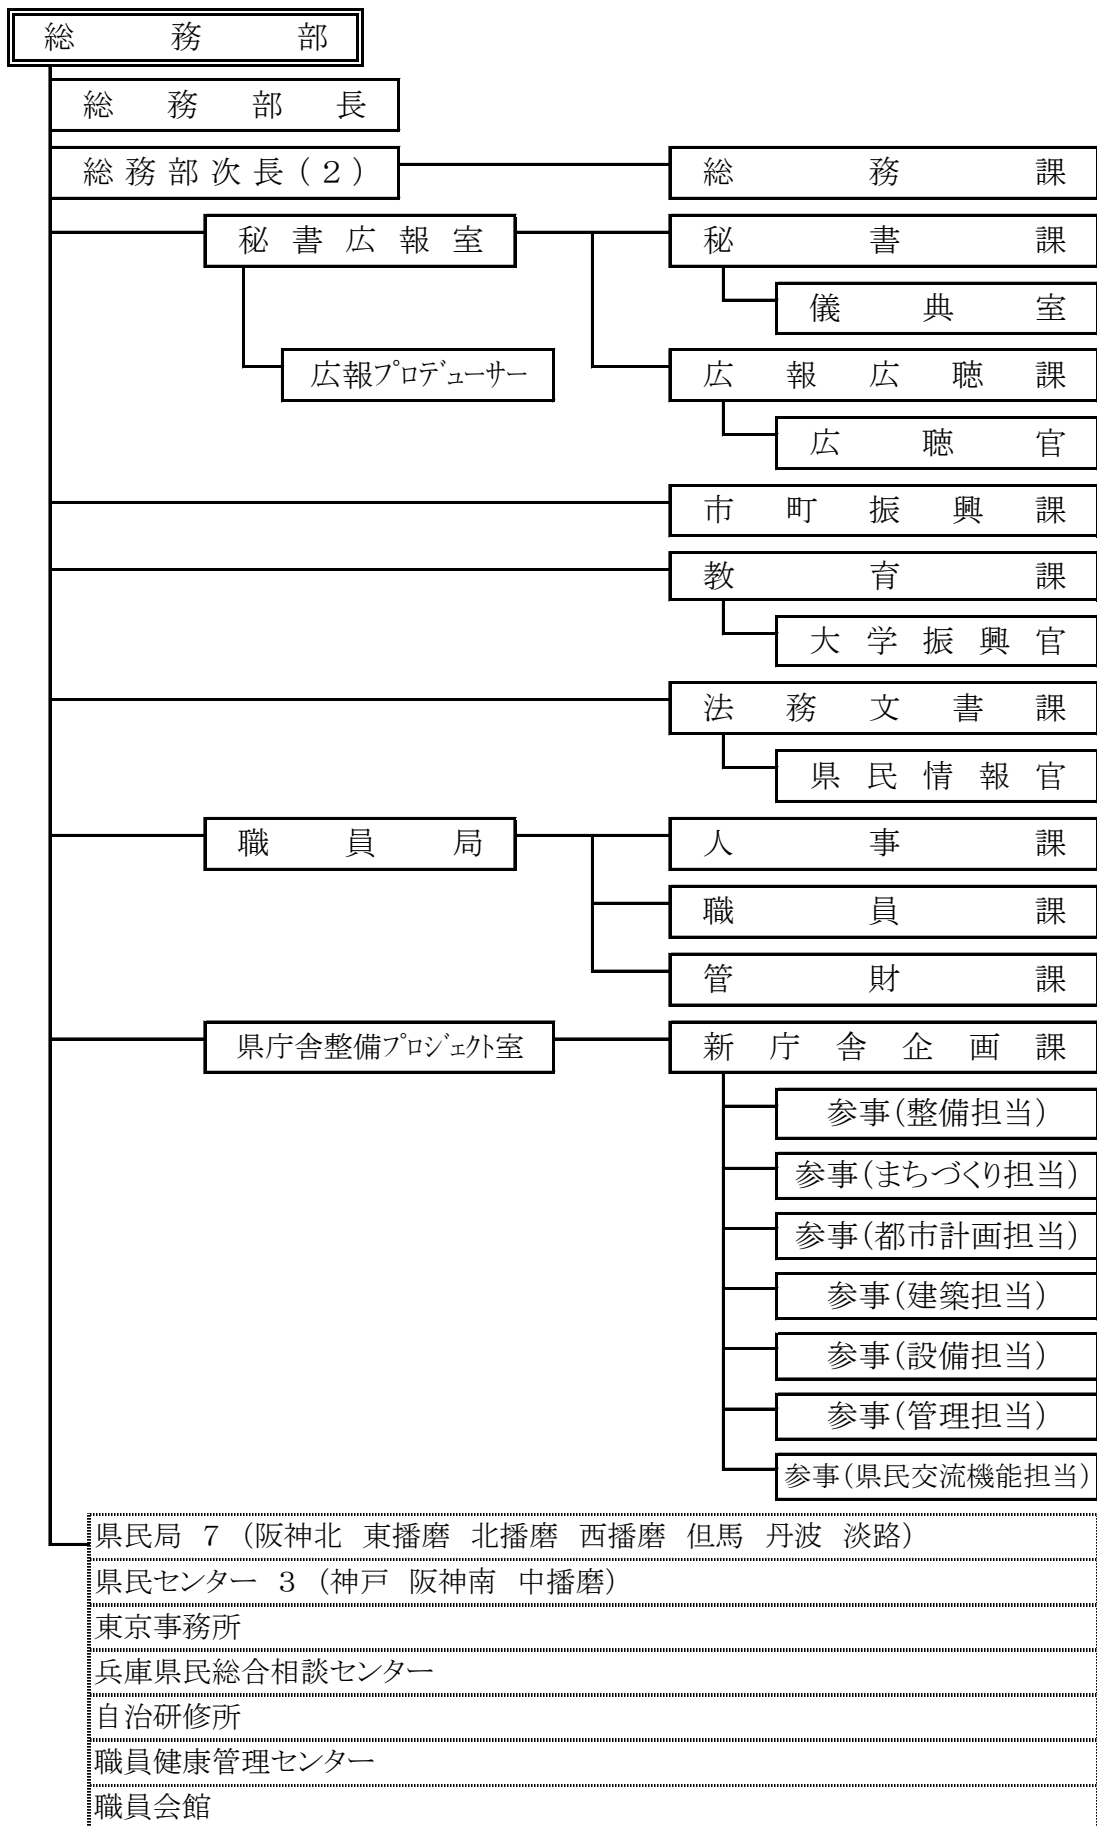 総務部
総務部長
総務部次長(２) 総務課
秘書広報室 秘書課
儀典室
広報プロデューサー 広報広聴課
広聴官
市町振興課
教育課
大学振興官
法務文書課
県民情報官
職員局 人事課
職員課
管財課
県庁舎整備プロジェクト室 新庁舎企画課
参事(整備担当)
参事(まちづくり担当)
参事(都市計画担当)
参事(建築担当)
参事(設備担当)
参事(管理担当)
参事(県民交流機能担当)
県民局 ７ (阪神北 東播磨 北播磨 西播磨 但馬 丹波 淡路)
県民センター ３ (神戸 阪神南 中播磨)
東京事務所
兵庫県民総合相談センター
自治研修所
職員健康管理センター
職員会館